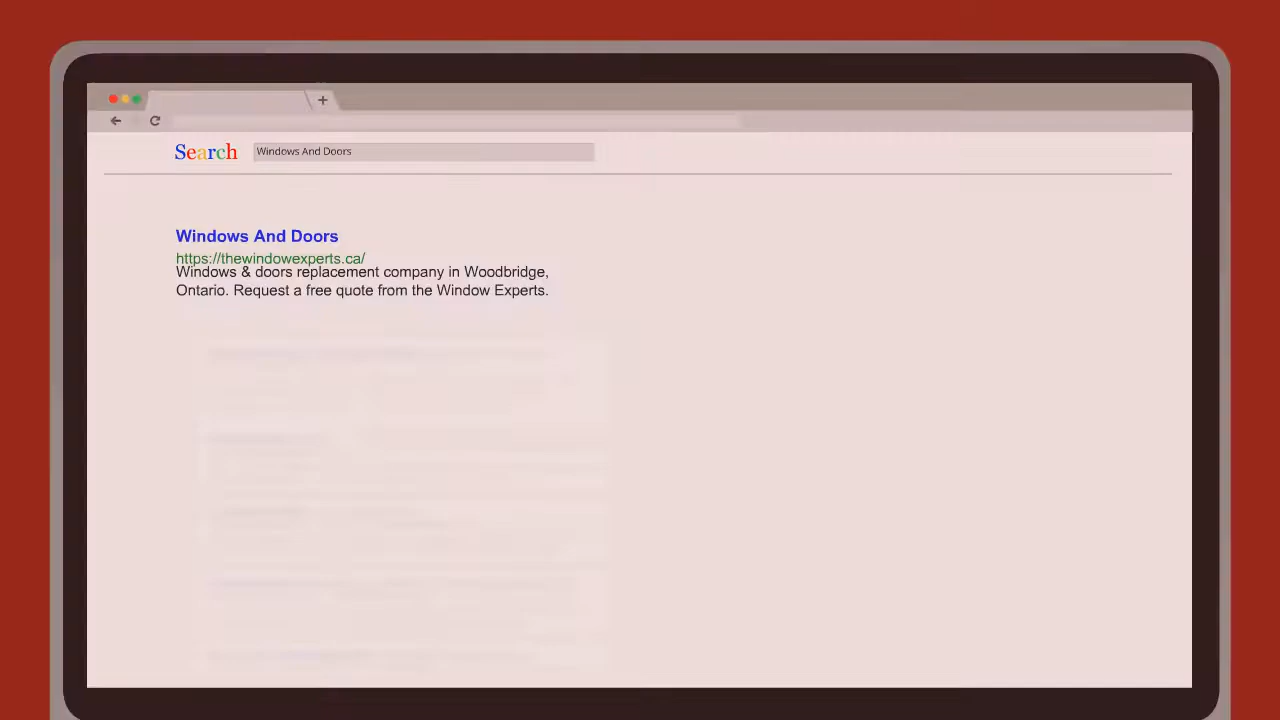 Search
Windows And Doors
Windows And Doors
https://thewindowexperts.ca/
Windows & doors replacement company in Woodbridge,
Ontario. Request a free quote from the Window Experts.